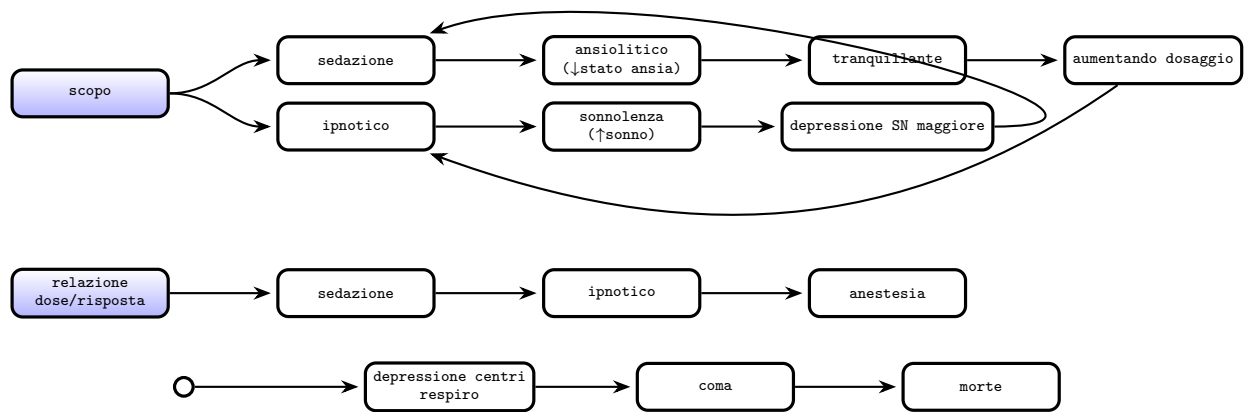 scopo
sedazione
ansiolitico
(↓stato ansia)
tranquillante
aumentando dosaggio
ipnotico
sonnolenza
(↑sonno)
depressione SN maggiore
relazione
dose/risposta
sedazione
ipnotico
anestesia
depressione centri
respiro
coma
morte